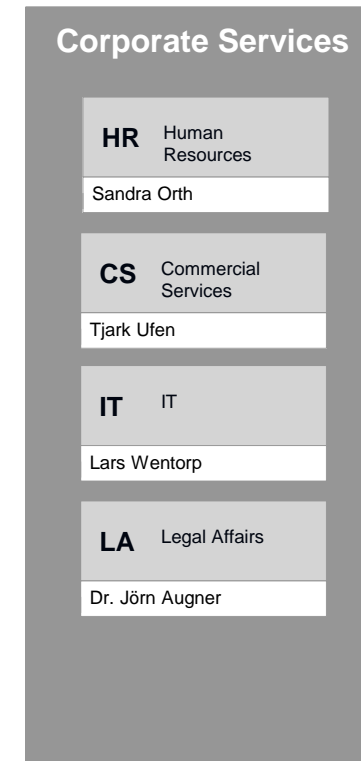 Corporate Services
HR Human
Resources
Sandra Orth
CS Commercial
Services
Tjark Ufen
IT IT
Lars Wentorp
LA Legal Affairs
Dr. Jörn Augner